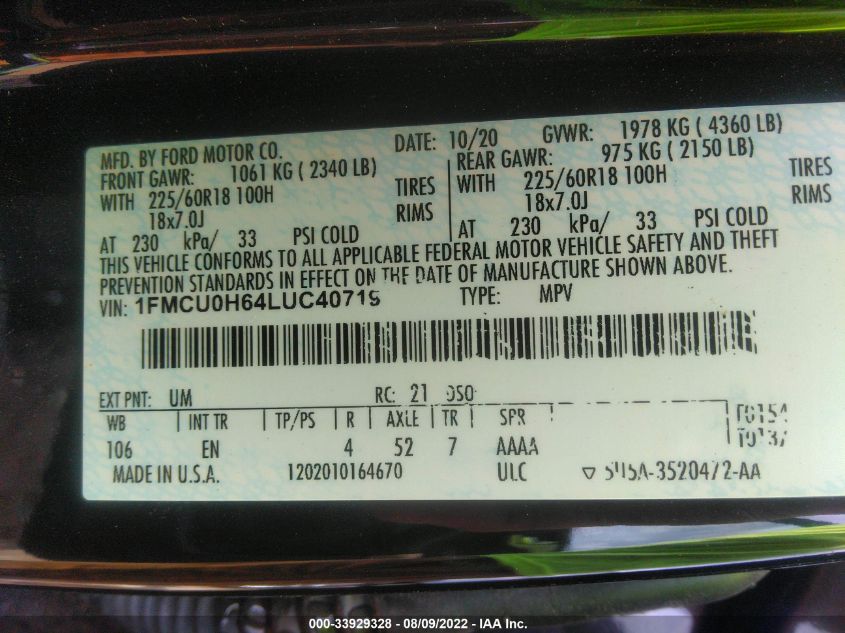 MFD. BY FORD MOTOR CO. DATE: 10/20 GVWR: 1978 KG ( 4360 LB)
FRONT GAWR: 1061 KG ( 2340 LB) REAR GAWR: 975 KG ( 2150 LB)
WITH 225/60R18 100H TIRES WITH 225/60R18 100H TIRES
18x7.0J RIMS 18x7.0J RIMS
AT 230 kPa/ 33 PSI COLD AT 230 kPa/ 33 PSI COLD
THIS VEHICLE CONFORMS TO ALL APPLICABLE FEDERAL MOTOR VEHICLE SAFETY AND THEFT
PREVENTION STANDARDS IN EFFECT ON THE DATE OF MANUFACTURE SHOWN ABOVE.
VIN: TYPE: MPV
EXT PNT: UM RC: 21
WB INT TR TP/PS R AXLE TR SPR
106 EN 4 52 7 AAAA
MADE IN U.S.A. 1202010164670 ULC
000-33929328 - 08/09/2022 - IAA Inc.